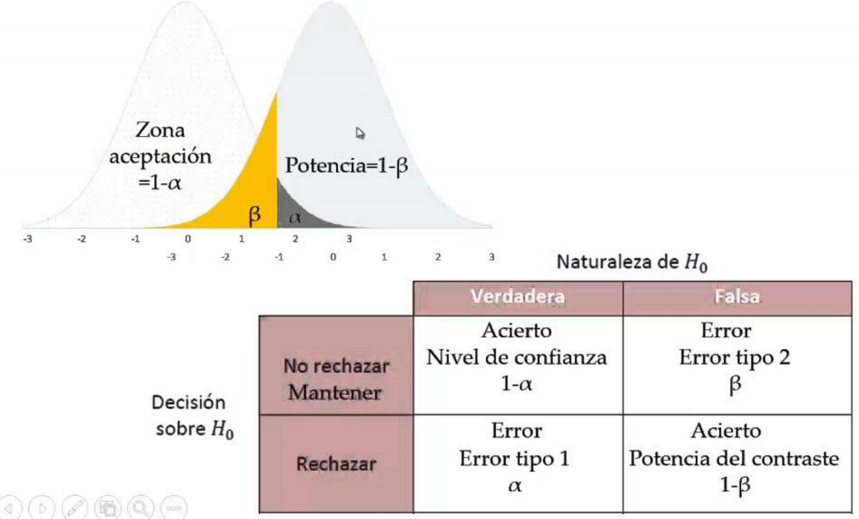 Zona
aceptación
=1-α
Potencia=1-β
β
α
-3 -2 -1 0 1 2 3
-3 -2 -1 0 1 2 3
Naturaleza de H₀
Verdadera Falsa
Decisión
sobre H₀
No rechazar
Mantener
Acierto
Nivel de confianza
1-α
Error
Error tipo 2
β
Rechazar
Error
Error tipo 1
α
Acierto
Potencia del contraste
1-β